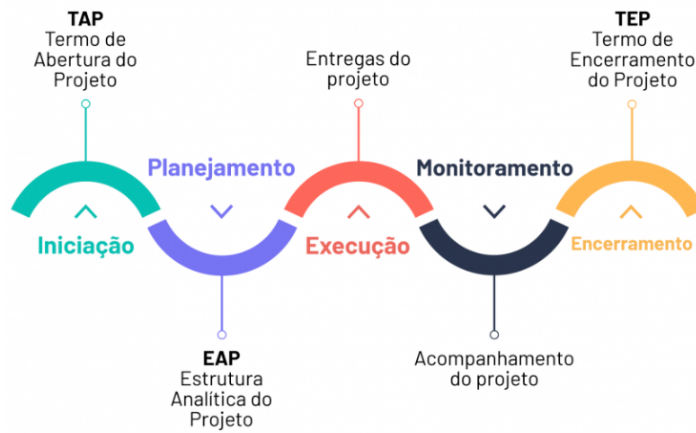 TAP
Termo de
Abertura do
Projeto
Iniciação
Planejamento
EAP
Estrutura
Analítica do
Projeto
Entregas do
projeto
Execução
Monitoramento
Acompanhamento
do projeto
TEP
Termo de
Encerramento
do Projeto
Encerramento